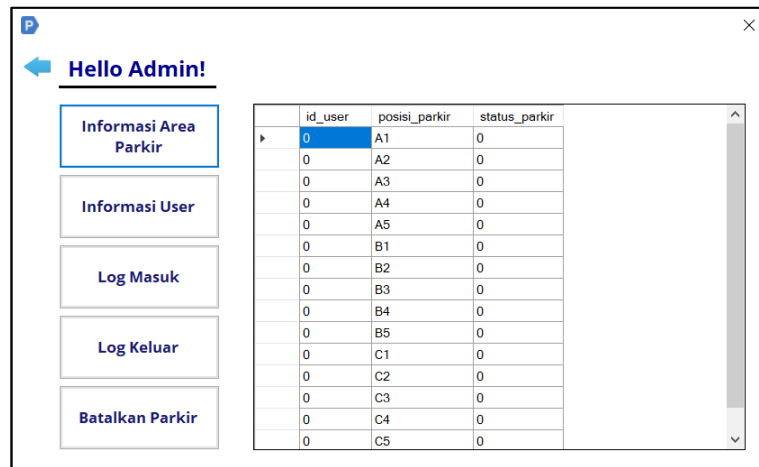 P
Hello Admin!
Informasi Area
Parkir
Informasi User
Log Masuk
Log Keluar
Batalkan Parkir
id_user posisi_parkir status_parkir
0 A1 0
0 A2 0
0 A3 0
0 A4 0
0 A5 0
0 B1 0
0 B2 0
0 B3 0
0 B4 0
0 B5 0
0 C1 0
0 C2 0
0 C3 0
0 C4 0
0 C5 0